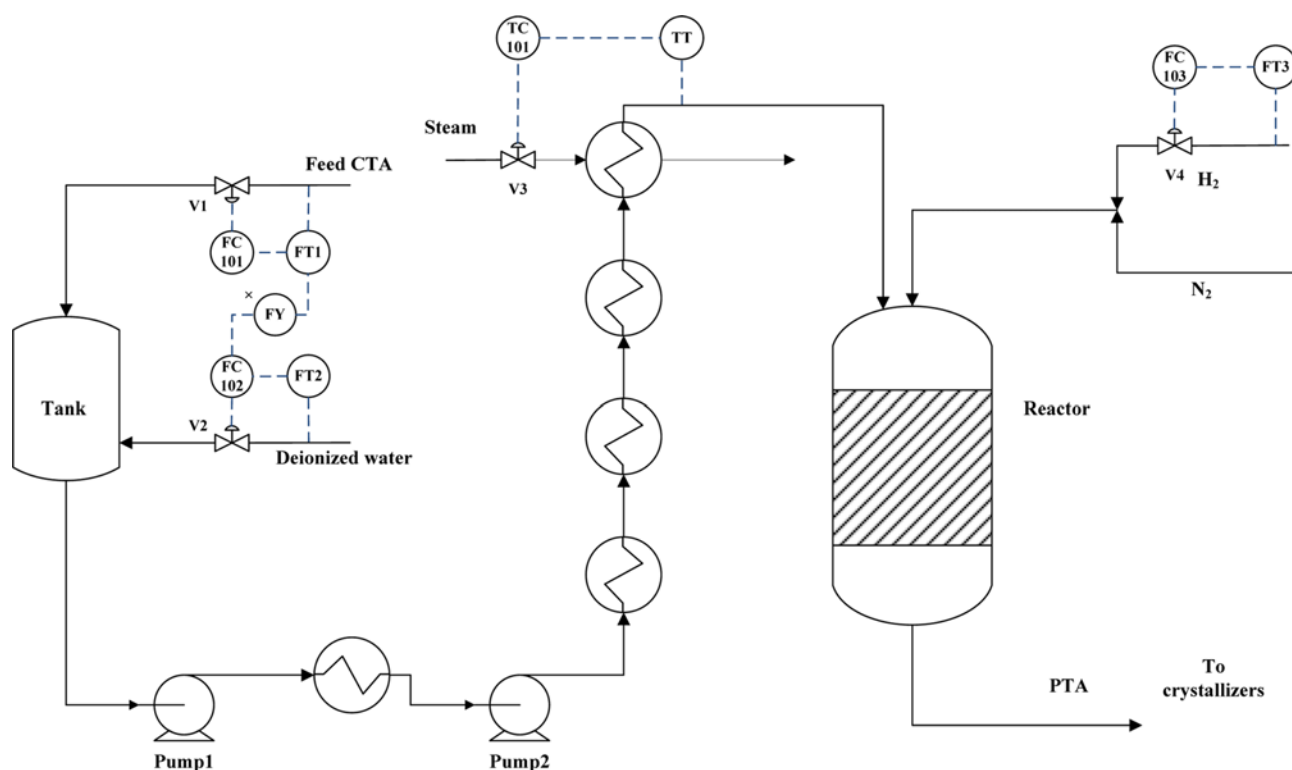 TC
101
TT
FC
103
FT3
Steam
V3
V4
H2
Feed CTA
V1
FC
101
FT1
N2
×
FY
FC
102
FT2
Tank
V2
Deionized water
Reactor
PTA
To
crystallizers
Pump1
Pump2